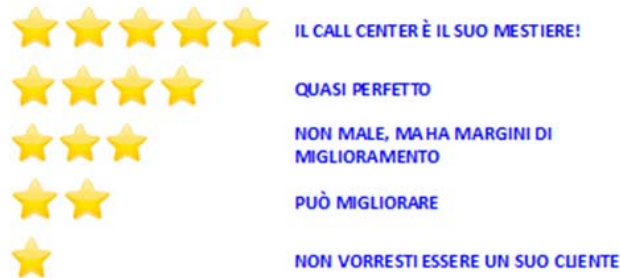 IL CALL CENTER È IL SUO MESTIERE!
QUASI PERFETTO
NON MALE, MA HA MARGINI DI
MIGLIORAMENTO
PUÒ MIGLIORARE
NON VORRESTI ESSERE UN SUO CLIENTE